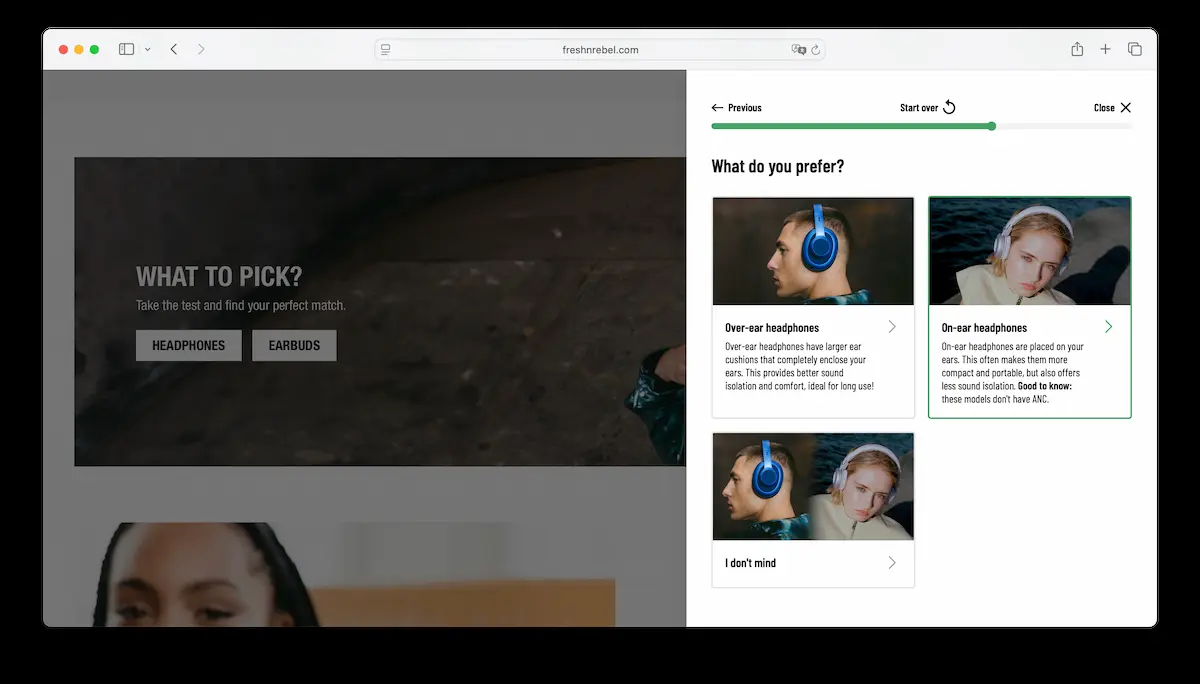 freshnrebel.com
WHAT TO PICK?
Take the test and find your perfect match.
HEADPHONES
EARBUDS
Previous
Start over
Close
What do you prefer?
Over-ear headphones
Over-ear headphones have larger ear
cushions that completely enclose your
ears. This provides better sound
isolation and comfort, ideal for long use!
On-ear headphones
On-ear headphones are placed on your
ears. This often makes them more
compact and portable, but also offers
less sound isolation. Good to know:
these models don't have ANC.
I don't mind